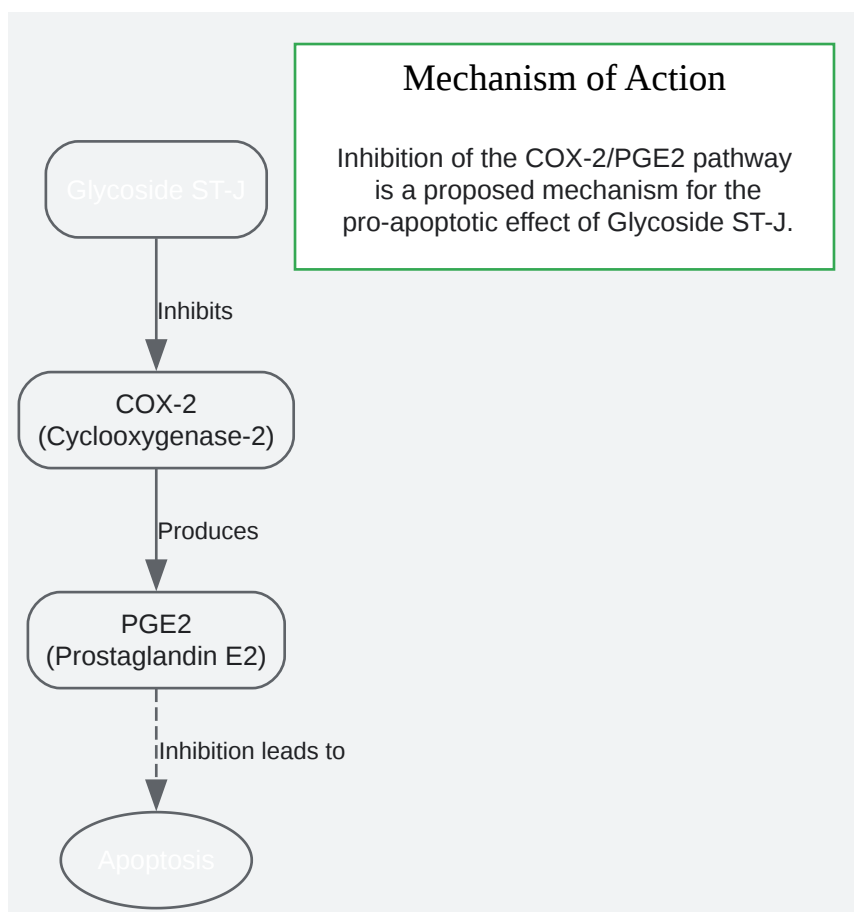 Mechanism of Action
Inhibition of the COX-2/PGE2 pathway
is a proposed mechanism for the
pro-apoptotic effect of Glycoside ST-J.
Glycoside ST-J
Inhibits
COX-2
(Cyclooxygenase-2)
Produces
PGE2
(Prostaglandin E2)
Inhibition leads to
Apoptosis